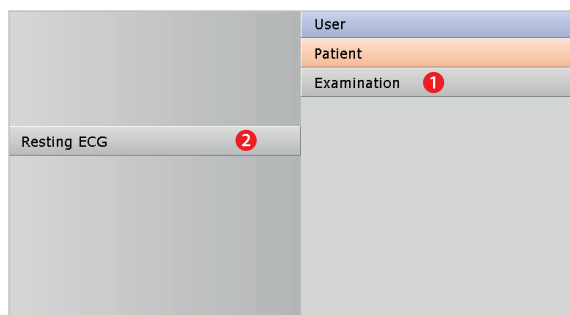 User
Patient
Examination 1
Resting ECG 2